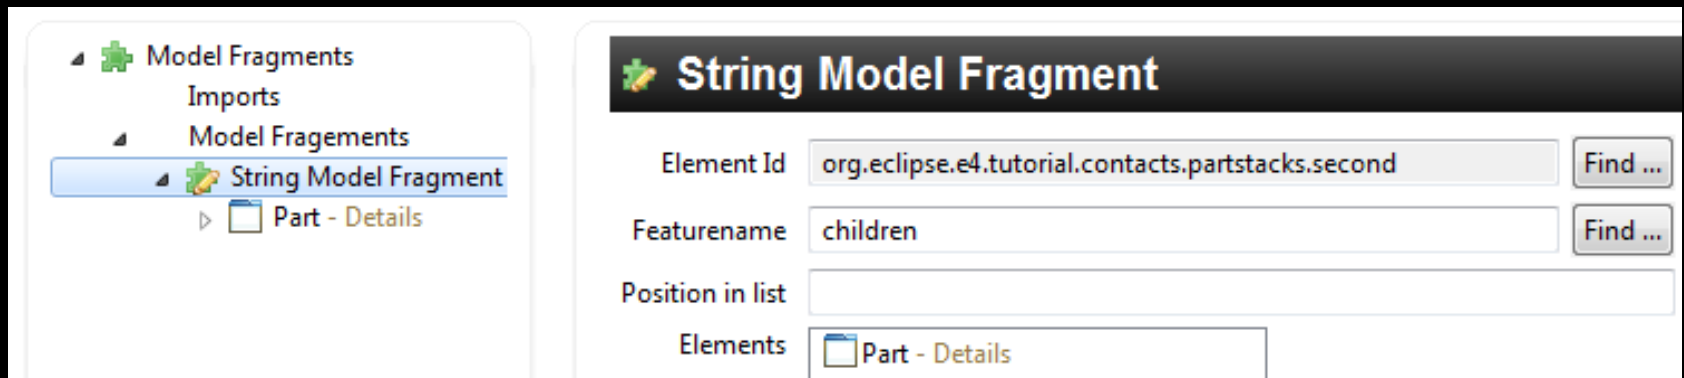 Model Fragments
Imports
Model Fragements
String Model Fragment
Part - Details
String Model Fragment
Element Id org.eclipse.e4.tutorial.contacts.partstacks.second Find ...
Featurename children Find ...
Position in list
Elements Part - Details